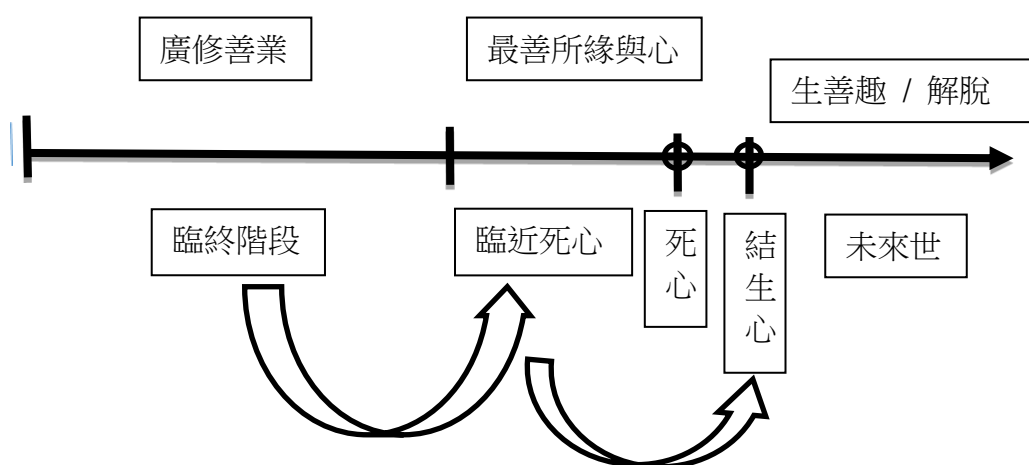 廣修善業
最善所緣與心
生善趣 / 解脫
臨終階段
臨近死心
死心
結生心
未來世